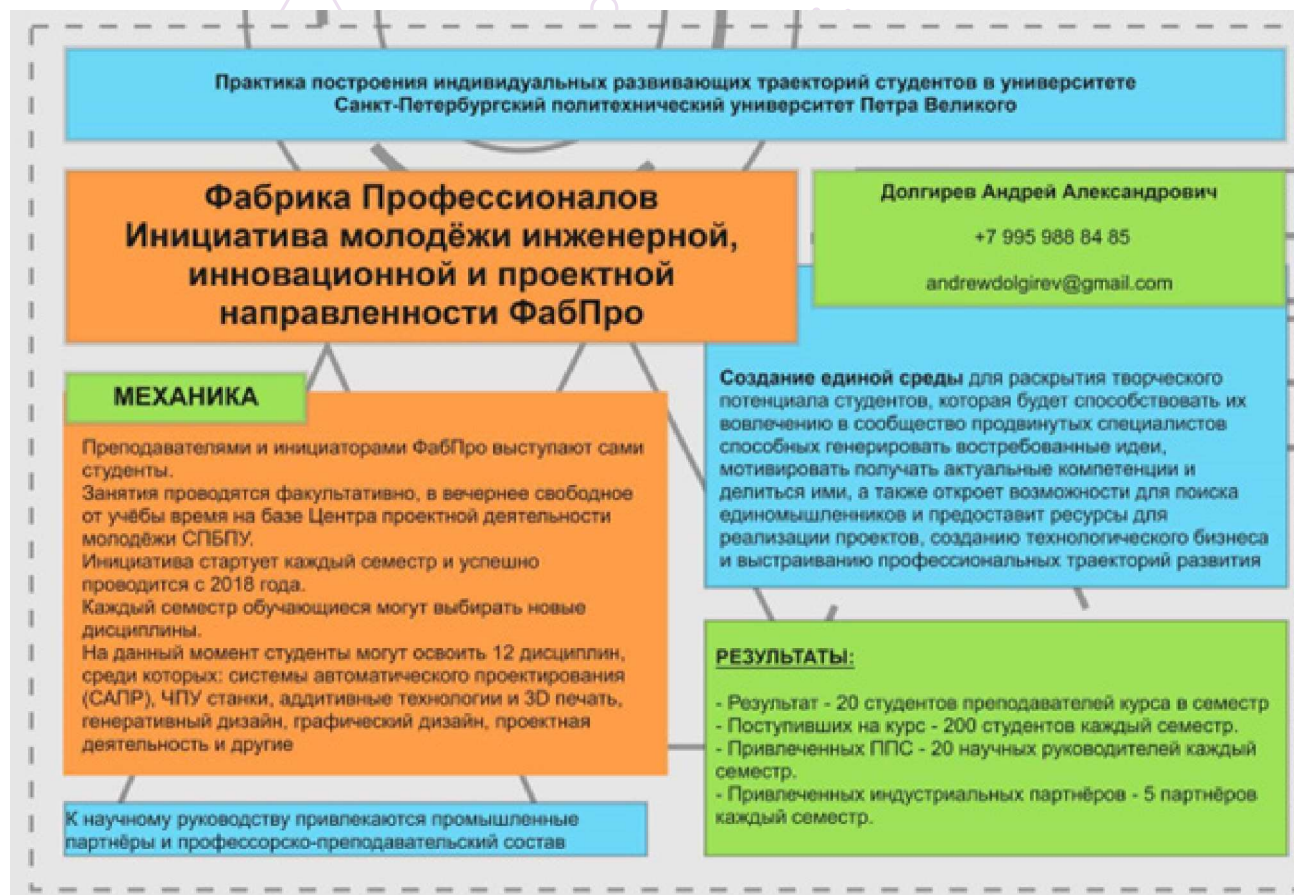 Практика построения индивидуальных развивающих траекторий студентов в университете
Санкт-Петербургский политехнический университет Петра Великого
Фабрика Профессионалов
Инициатива молодёжи инженерной,
инновационной и проектной
направленности ФабПро
Долгирев Андрей Александрович
+7 995 988 84 85
andrewdolgirev@gmail.com
МЕХАНИКА
Преподавателями и инициаторами ФабПро выступают сами
студенты.
Занятия проводятся факультативно, в вечернее свободное
от учёбы время на базе Центра проектной деятельности
молодёжи СПБПУ.
Инициатива стартует каждый семестр и успешно
проводится с 2018 года.
Каждый семестр обучающиеся могут выбирать новые
дисциплины.
На данный момент студенты могут освоить 12 дисциплин,
среди которых: системы автоматического проектирования
(САПР), ЧПУ станки, аддитивные технологии и 3D печать,
генеративный дизайн, графический дизайн, проектная
деятельность и другие
К научному руководству привлекаются промышленные
партнёры и профессорско-преподавательский состав
Создание единой среды для раскрытия творческого
потенциала студентов, которая будет способствовать их
вовлечению в сообщество продвинутых специалистов
способных генерировать востребованные идеи,
мотивировать получать актуальные компетенции и
делиться ими, а также откроет возможности для поиска
единомышленников и предоставит ресурсы для
реализации проектов, созданию технологического бизнеса
и выстраиванию профессиональных траекторий развития
РЕЗУЛЬТАТЫ:
- Результат - 20 студентов преподавателей курса в семестр
- Поступивших на курс - 200 студентов каждый семестр.
- Привлеченных ППС - 20 научных руководителей каждый
семестр.
- Привлеченных индустриальных партнёров - 5 партнёров
каждый семестр.